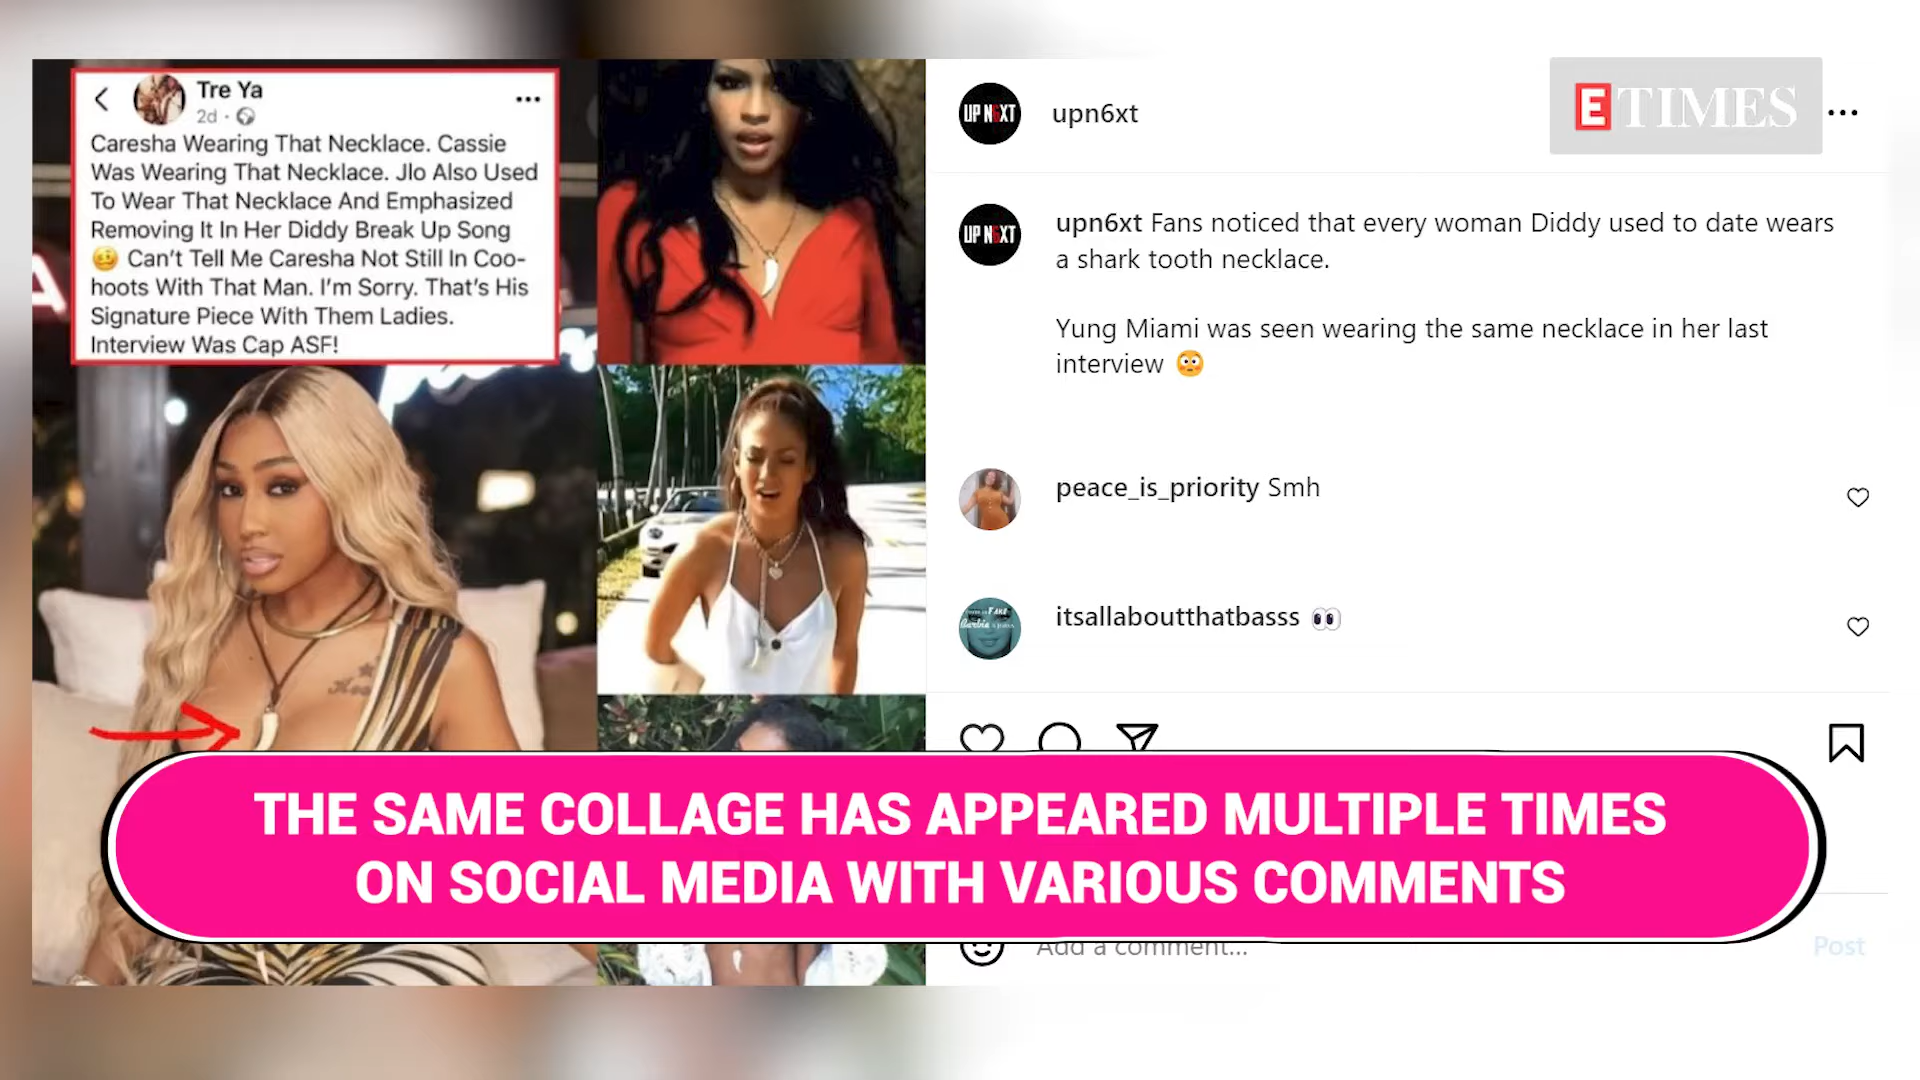 Tre Ya
2d
Caresha Wearing That Necklace. Cassie
Was Wearing That Necklace. Jlo Also Used
To Wear That Necklace And Emphasized
Removing It In Her Diddy Break Up Song
🥴 Can't Tell Me Caresha Not Still In Coo-
hoots With That Man. I'm Sorry. That's His
Signature Piece With Them Ladies.
Interview Was Cap ASF!
UP N6XT
upn6xt
E TIMES
UP N6XT
upn6xt Fans noticed that every woman Diddy used to date wears
a shark tooth necklace.
Yung Miami was seen wearing the same necklace in her last
interview 😳
peace_is_priority Smh
itsallaboutthatbasss 👀
THE SAME COLLAGE HAS APPEARED MULTIPLE TIMES
ON SOCIAL MEDIA WITH VARIOUS COMMENTS
Add a comment...
Post